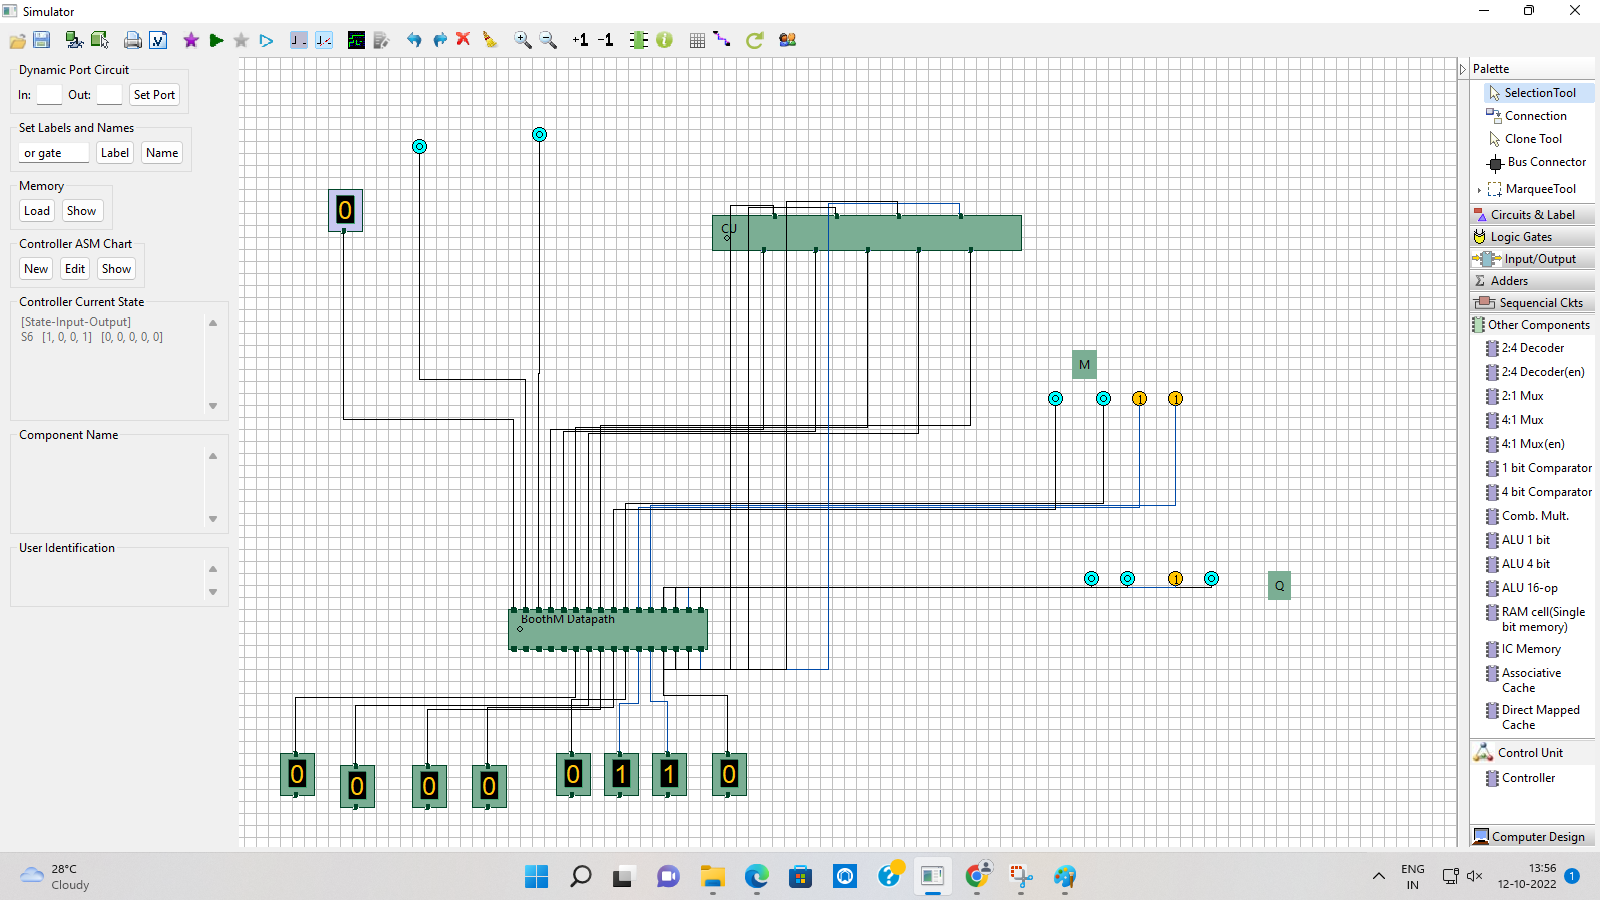 Simulator
+1 -1
Dynamic Port Circuit
In: Out: Set Port
Set Labels and Names
or gate Label Name
Memory
Load Show
Controller ASM Chart
New Edit Show
Controller Current State
[State-Input-Output]
S6 [1, 0, 0, 1] [0, 0, 0, 0, 0]
Component Name
User Identification
0
CU
M
1 1
1
Q
BoothM Datapath
0 0 0 0 0 1 1 0
Palette
SelectionTool
Connection
Clone Tool
Bus Connector
MarqueeTool
Circuits & Label
Logic Gates
Input/Output
Adders
Sequencial Ckts
Other Components
2:4 Decoder
2:4 Decoder(en)
2:1 Mux
4:1 Mux
4:1 Mux(en)
1 bit Comparator
4 bit Comparator
Comb. Mult.
ALU 1 bit
ALU 4 bit
ALU 16-op
RAM cell(Single
bit memory)
IC Memory
Associative
Cache
Direct Mapped
Cache
Control Unit
Controller
Computer Design
28°C
Cloudy
ENG
IN
13:56
12-10-2022
1